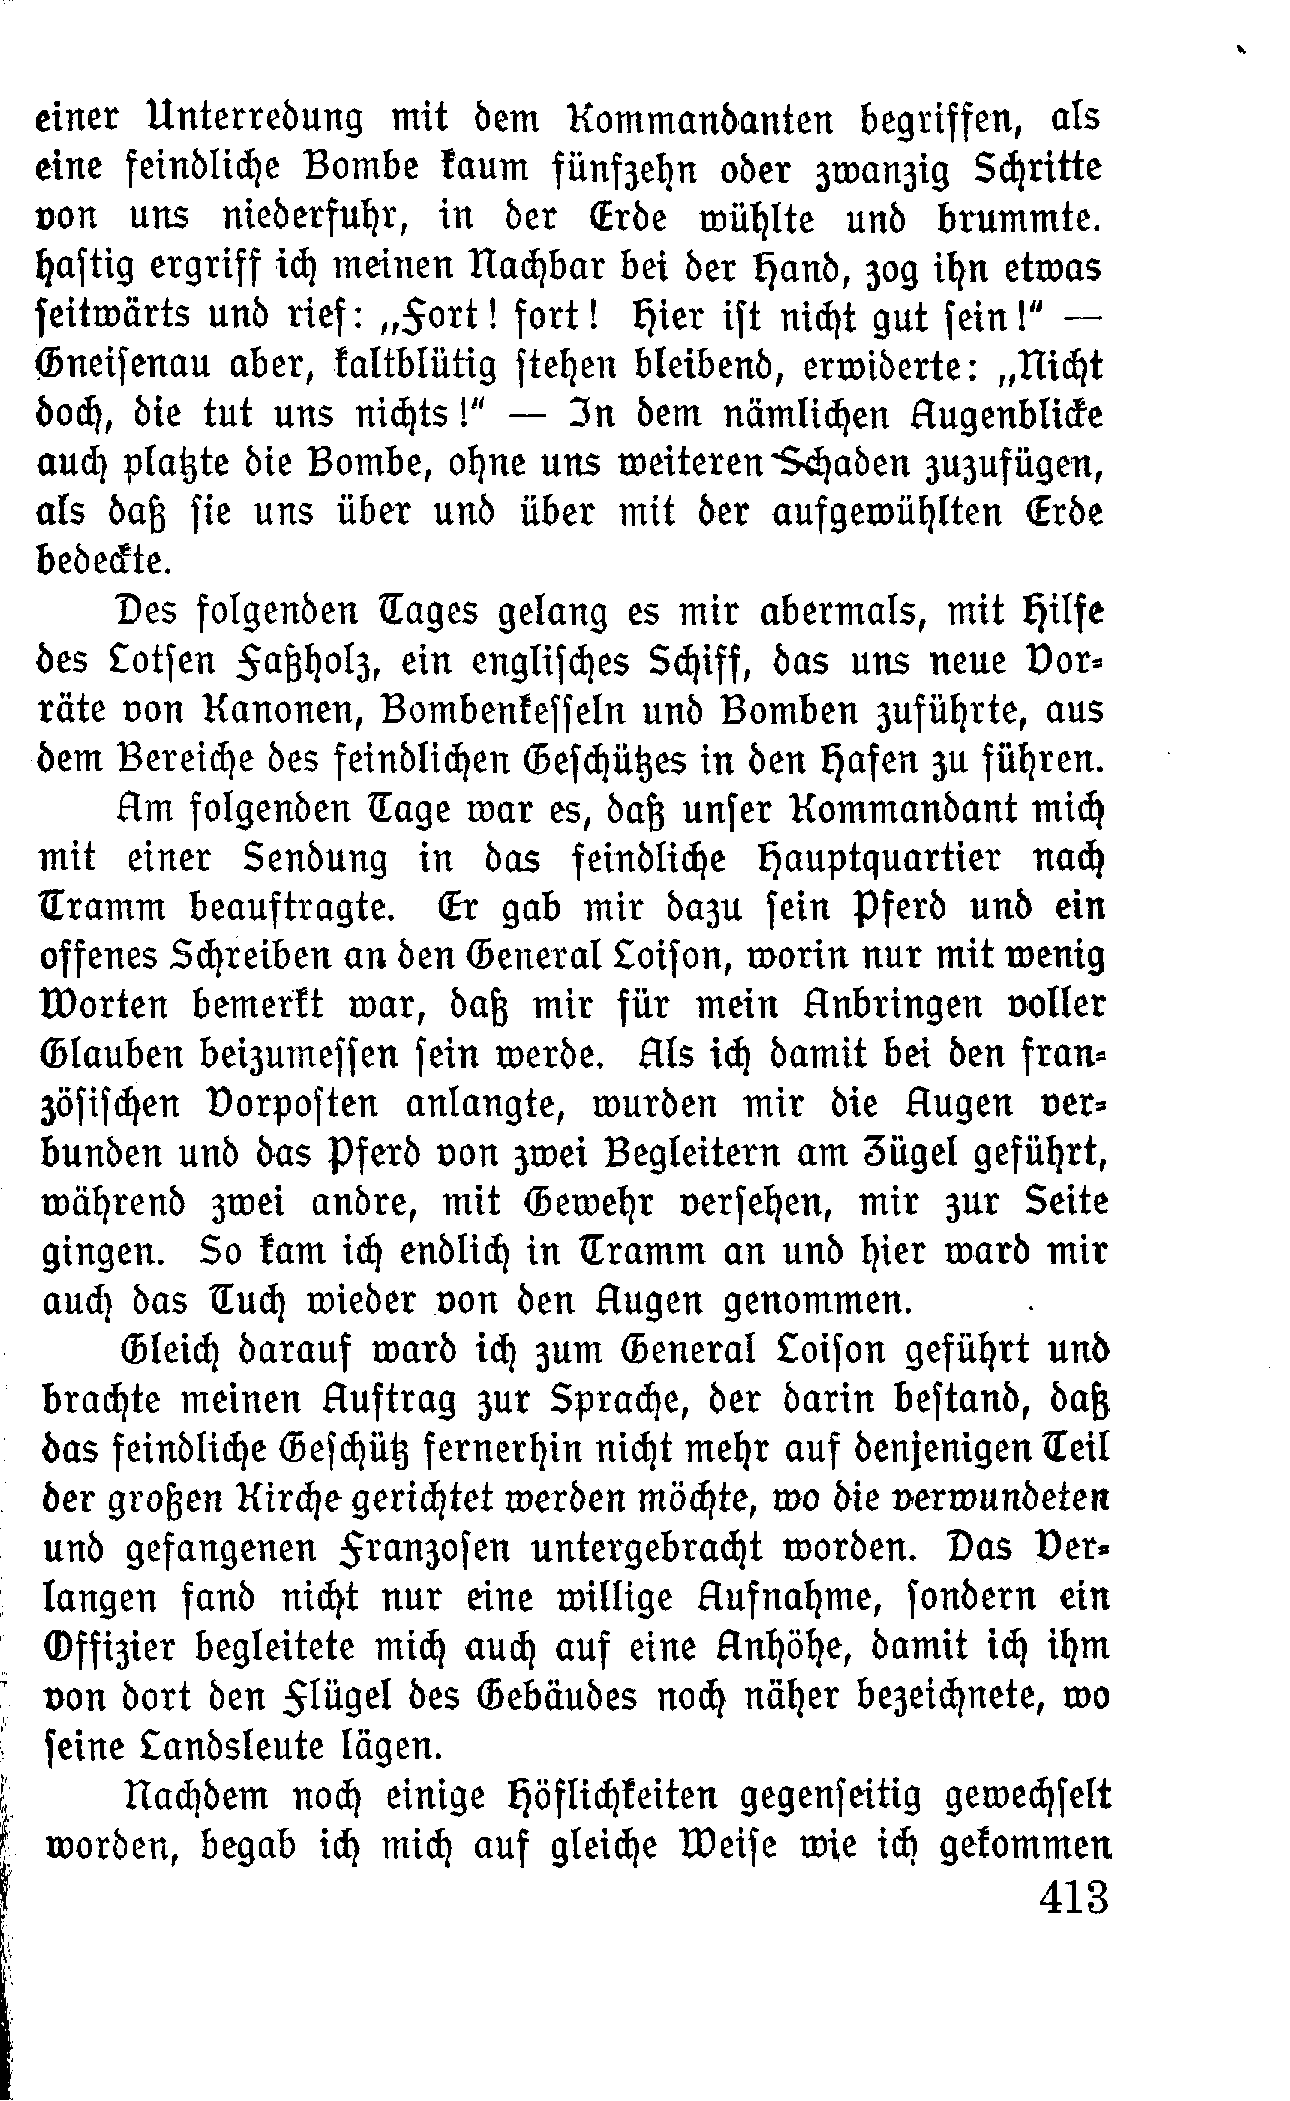 einer Unterredung mit dem Kommandanten begriffen, als
eine feindliche Bombe kaum fünfzehn oder zwanzig Schritte
von uns niederfuhr, in der Erde wühlte und brummte.
Hastig ergriff ich meinen Nachbar bei der Hand, zog ihn etwas
seitwärts und rief: „Fort! fort! Hier ist nicht gut sein!“ —
Gneisenau aber, kaltblütig stehen bleibend, erwiderte: „Nicht
doch, die tut uns nichts!“ — In dem nämlichen Augenblicke
auch platzte die Bombe, ohne uns weiteren Schaden zuzufügen,
als daß sie uns über und über mit der aufgewühlten Erde
bedeckte.
Des folgenden Tages gelang es mir abermals, mit Hilfe
des Lotsen Faßholz, ein englisches Schiff, das uns neue Vor-
räte von Kanonen, Bombenkesseln und Bomben zuführte, aus
dem Bereiche des feindlichen Geschützes in den Hafen zu führen.
Am folgenden Tage war es, daß unser Kommandant mich
mit einer Sendung in das feindliche Hauptquartier nach
Tramm beauftragte. Er gab mir dazu sein Pferd und ein
offenes Schreiben an den General Loison, worin nur mit wenig
Worten bemerkt war, daß mir für mein Anbringen voller
Glauben beizumessen sein werde. Als ich damit bei den fran-
zösischen Vorposten anlangte, wurden mir die Augen ver-
bunden und das Pferd von zwei Begleitern am Zügel geführt,
während zwei andre, mit Gewehr versehen, mir zur Seite
gingen. So kam ich endlich in Tramm an und hier ward mir
auch das Tuch wieder von den Augen genommen.
Gleich darauf ward ich zum General Loison geführt und
brachte meinen Auftrag zur Sprache, der darin bestand, daß
das feindliche Geschütz fernerhin nicht mehr auf denjenigen Teil
der großen Kirche gerichtet werden möchte, wo die verwundeten
und gefangenen Franzosen untergebracht worden. Das Ver-
langen fand nicht nur eine willige Aufnahme, sondern ein
Offizier begleitete mich auch auf eine Anhöhe, damit ich ihm
von dort den Flügel des Gebäudes noch näher bezeichnete, wo
seine Landsleute lägen.
Nachdem noch einige Höflichkeiten gegenseitig gewechselt
worden, begab ich mich auf gleiche Weise wie ich gekommen
413